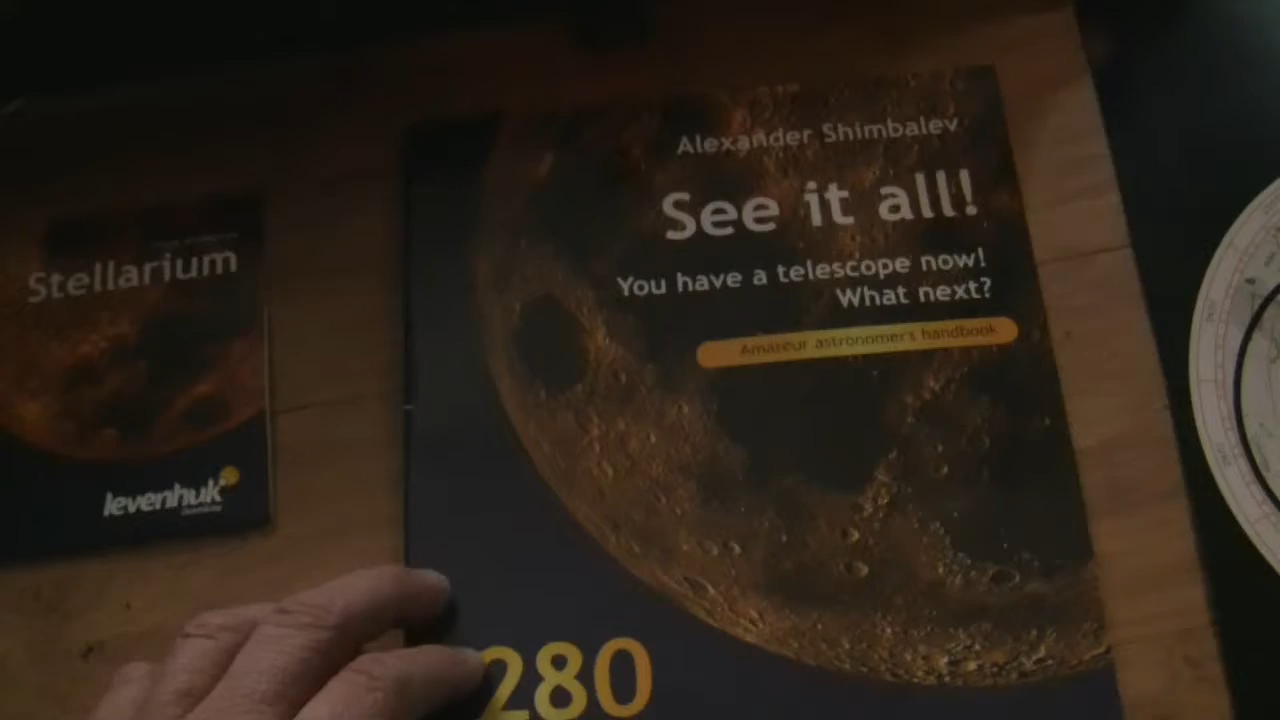 Stellarium
levenhuk
Alexander Shimbalev
See it all!
You have a telescope now!
What next?
Amateur astronomer's handbook
280